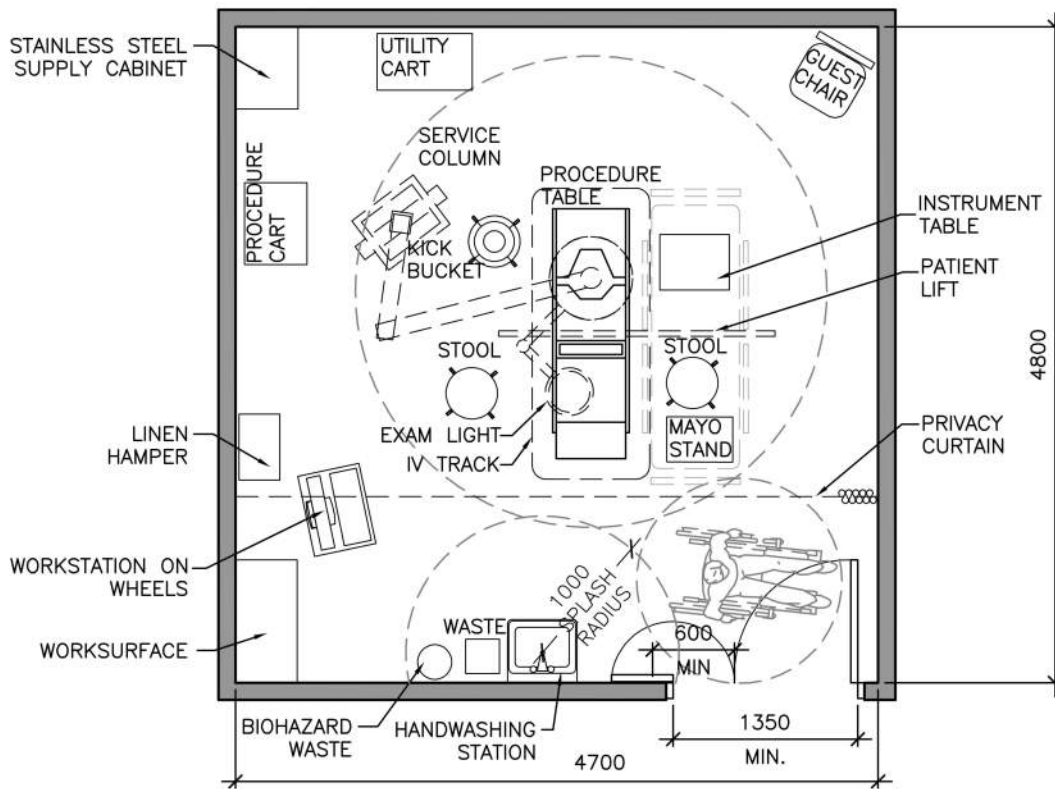 STAINLESS STEEL
SUPPLY CABINET
UTILITY
CART
GUEST
CHAIR
SERVICE
COLUMN
PROCEDURE
TABLE
PROCEDURE
CART
KICK
BUCKET
INSTRUMENT
TABLE
PATIENT
LIFT
STOOL
STOOL
4800
EXAM LIGHT
IV TRACK
MAYO
STAND
PRIVACY
CURTAIN
LINEN
HAMPER
WORKSTATION ON
WHEELS
1000
SPLASH
RADIUS
WORKSURFACE
WASTE
600
MIN
BIOHAZARD
WASTE
HANDWASHING
STATION
1350
MIN.
4700